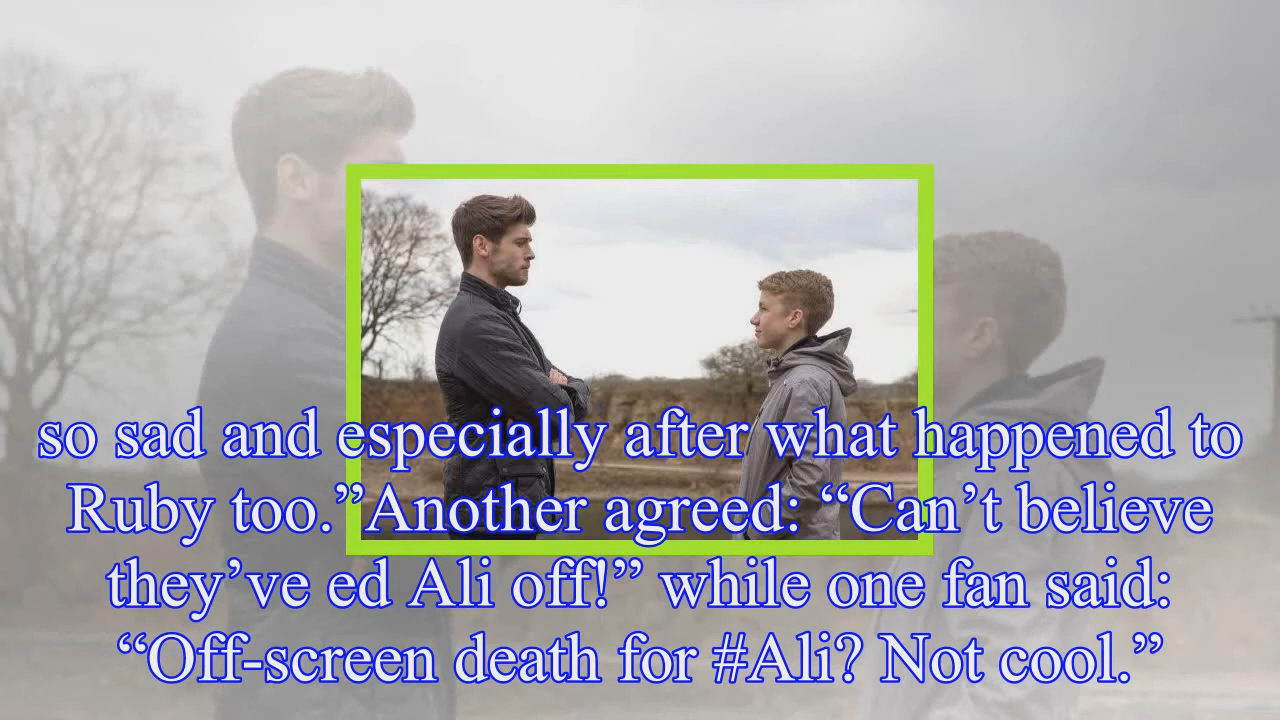 so sad and especially after what happened to
Ruby too.”Another agreed: “Can’t believe
they’ve ed Ali off!” while one fan said:
“Off-screen death for #Ali? Not cool.”